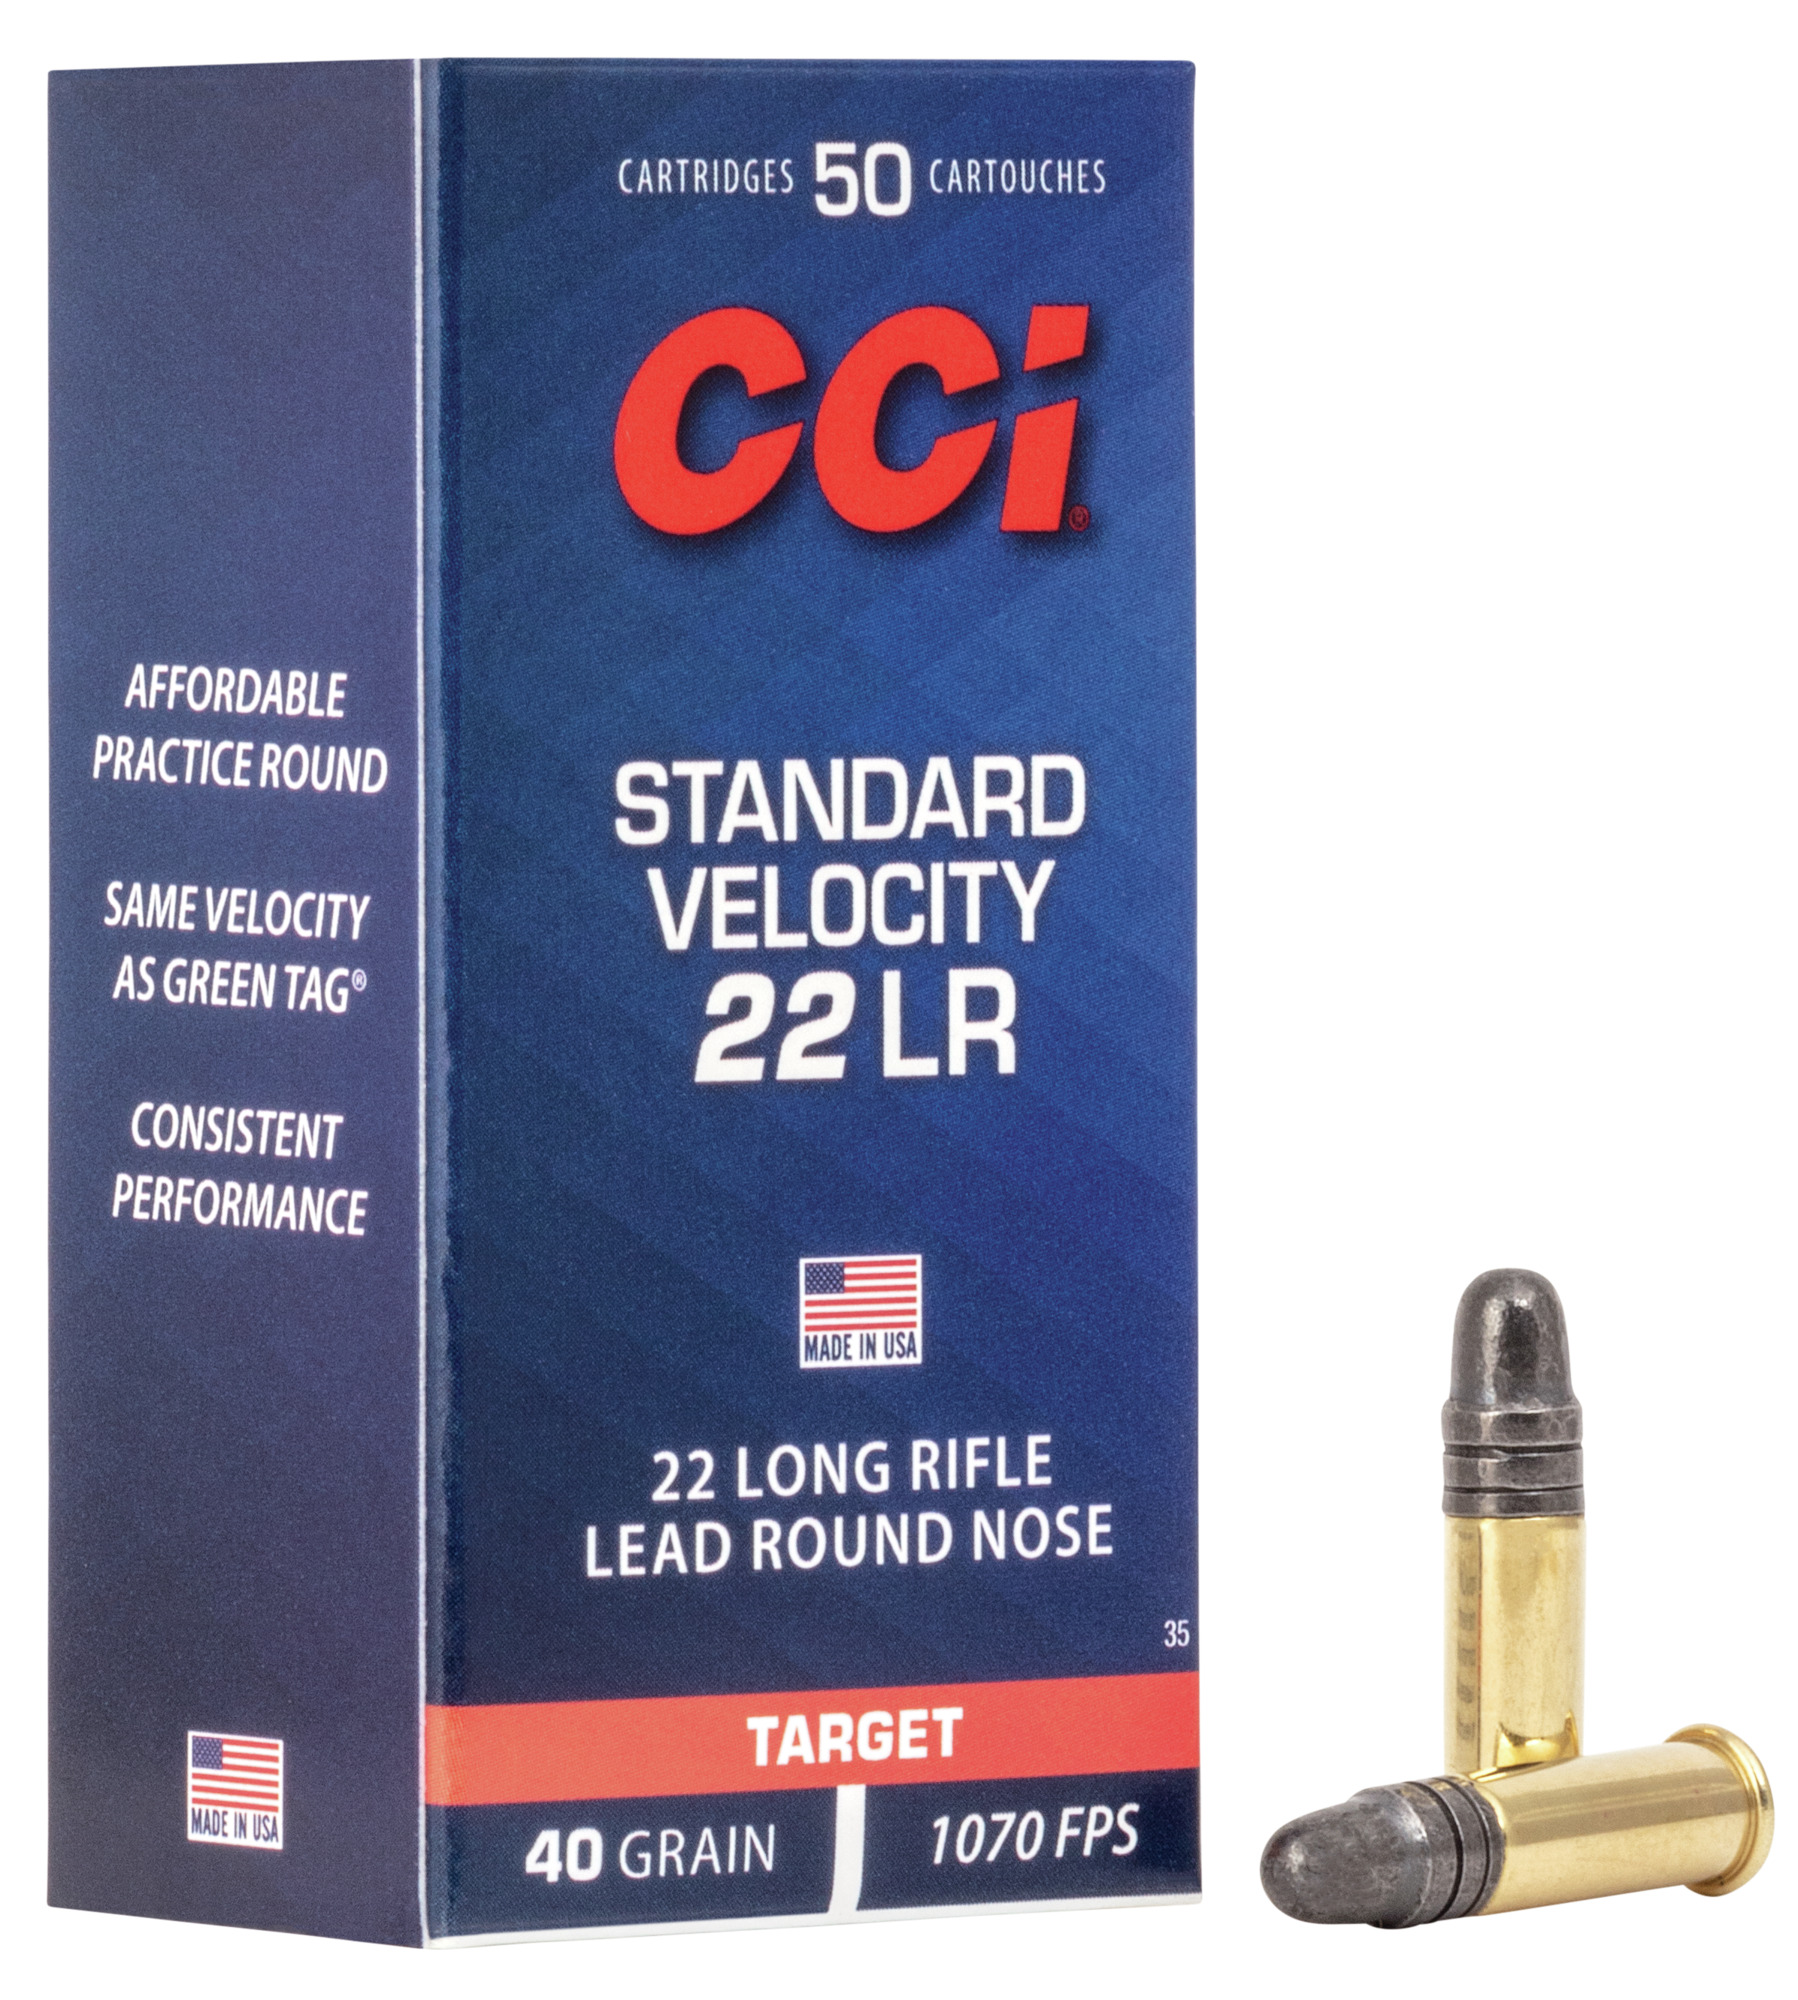 CARTRIDGES 50 CARTOUCHES
CCi®
STANDARD
VELOCITY
22 LR
MADE IN USA
22 LONG RIFLE
LEAD ROUND NOSE
35
TARGET
40 GRAIN
1070 FPS
AFFORDABLE
PRACTICE ROUND
SAME VELOCITY
AS GREEN TAG®
CONSISTENT
PERFORMANCE
MADE IN USA